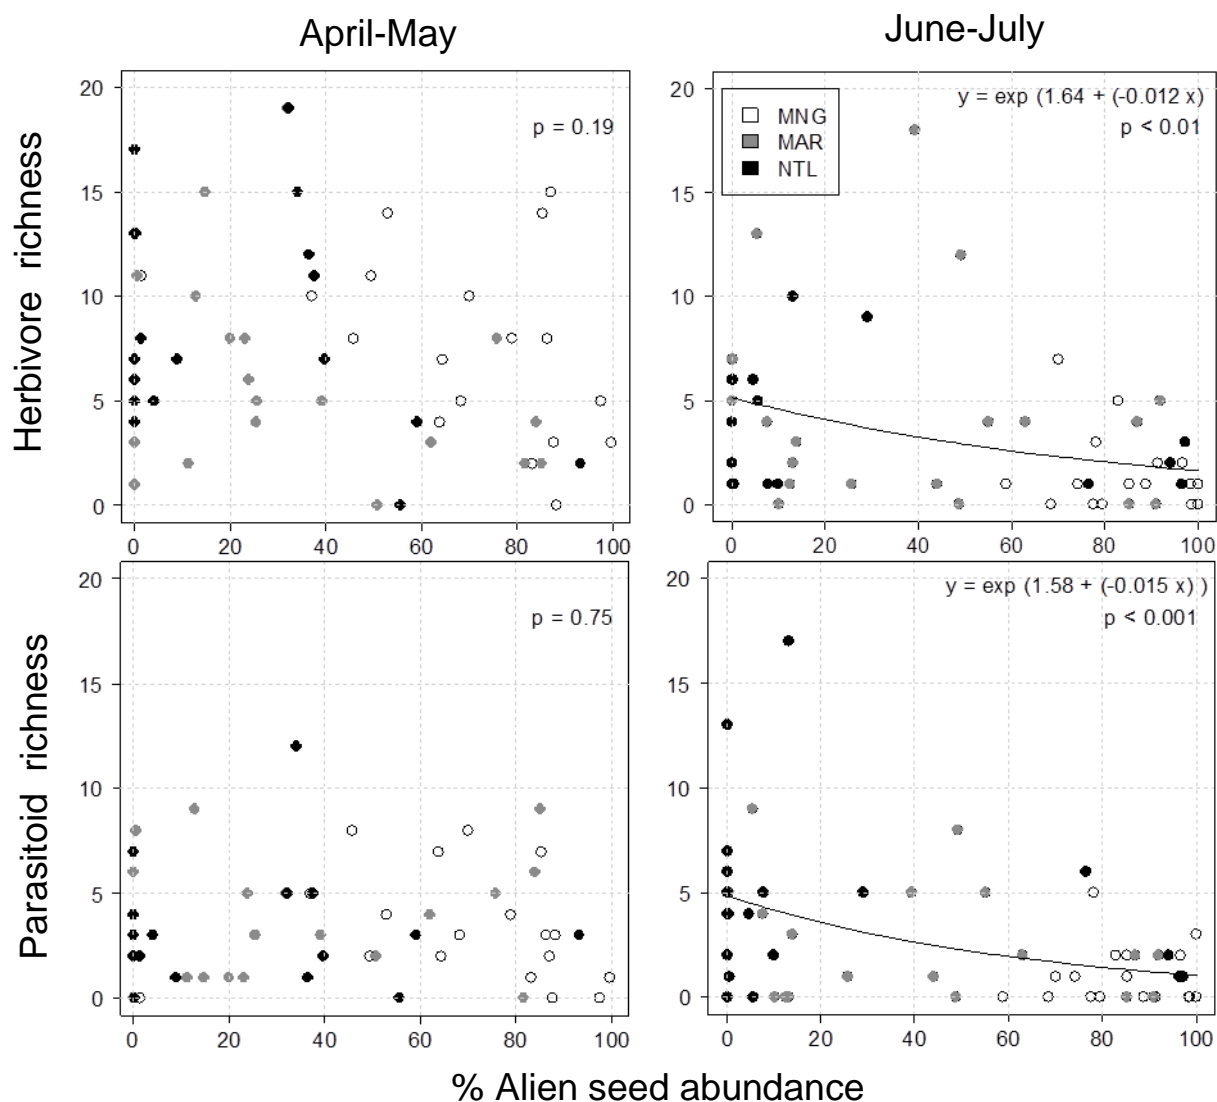 April-May
June-July
Herbivore richness
20
15
10
5
0
p = 0.19
0 20 40 60 80 100
20
15
10
5
0
y = exp (1.64 + (-0.012 x)
p < 0.01
MNG
MAR
NTL
0 20 40 60 80 100
Parasitoid richness
20
15
10
5
0
p = 0.75
0 20 40 60 80 100
20
15
10
5
0
y = exp (1.58 + (-0.015 x) )
p < 0.001
0 20 40 60 80 100
% Alien seed abundance